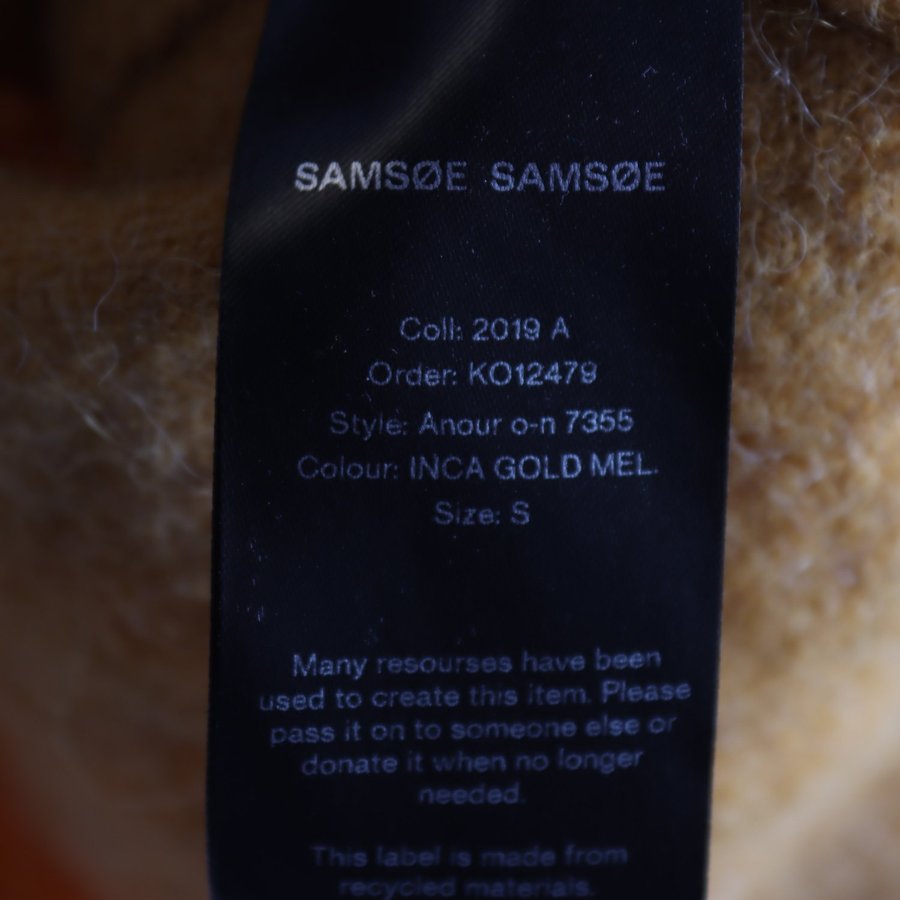 SAMSØE SAMSØE
Coll: 2019 A
Order: KO12479
Style: Anour o-n 7355
Colour: INCA GOLD MEL.
Size: S
Many resourses have been
used to create this item. Please
pass it on to someone else or
donate it when no longer
needed.
This label is made from
recycled materials.